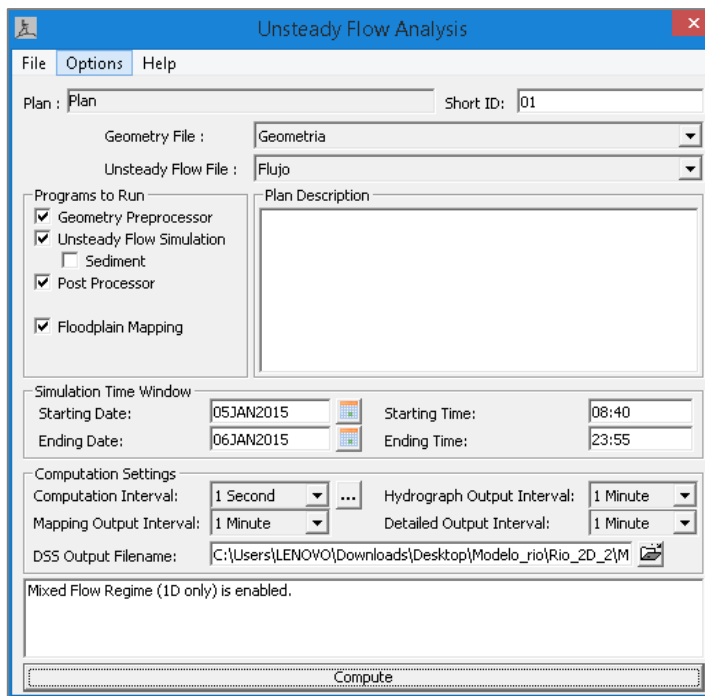 Unsteady Flow Analysis
File Options Help
Plan : Plan Short ID: 01
Geometry File : Geometria
Unsteady Flow File : Flujo
Programs to Run
Geometry Preprocessor
Unsteady Flow Simulation
Sediment
Post Processor
Floodplain Mapping
Plan Description
Simulation Time Window
Starting Date: 05JAN2015 Starting Time: 08:40
Ending Date: 06JAN2015 Ending Time: 23:55
Computation Settings
Computation Interval: 1 Second ... Hydrograph Output Interval: 1 Minute
Mapping Output Interval: 1 Minute Detailed Output Interval: 1 Minute
DSS Output Filename: C:\Users\LENOVO\Downloads\Desktop\Modelo_rio\Rio_2D_2\M
Mixed Flow Regime (1D only) is enabled.
Compute